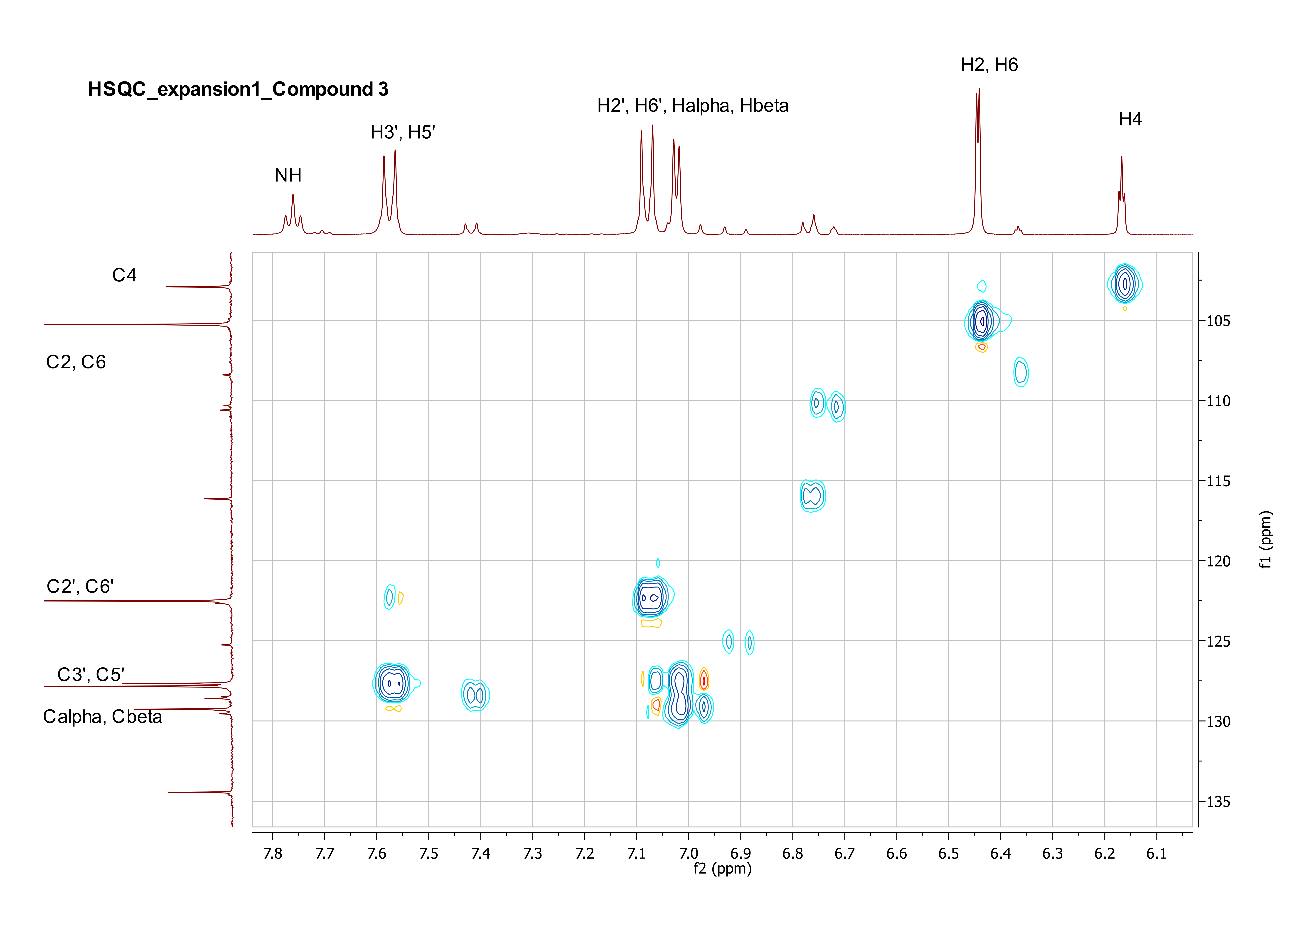 H2, H6
HSQC_expansion1_Compound 3
H2', H6', Halpha, Hbeta
H4
H3', H5'
NH
C4
105
C2, C6
110
115
120
f1 (ppm)
C2', C6'
125
C3', C5'
Calpha, Cbeta
130
135
7.8 7.7 7.6 7.5 7.4 7.3 7.2 7.1 7.0 6.9 6.8 6.7 6.6 6.5 6.4 6.3 6.2 6.1
f2 (ppm)